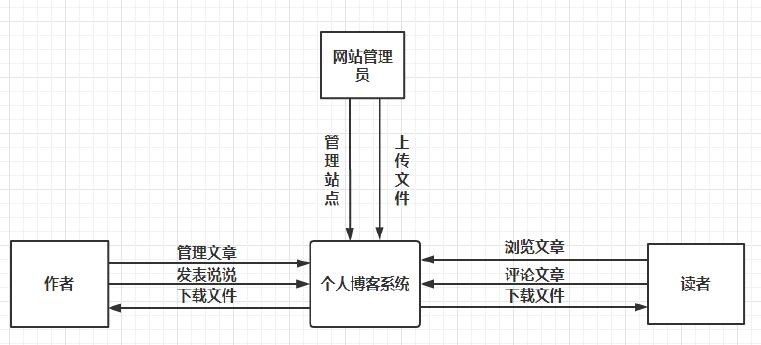 网站管理
员
管理站点
上传文件
作者
管理文章
发表说说
下载文件
个人博客系统
浏览文章
评论文章
下载文件
读者